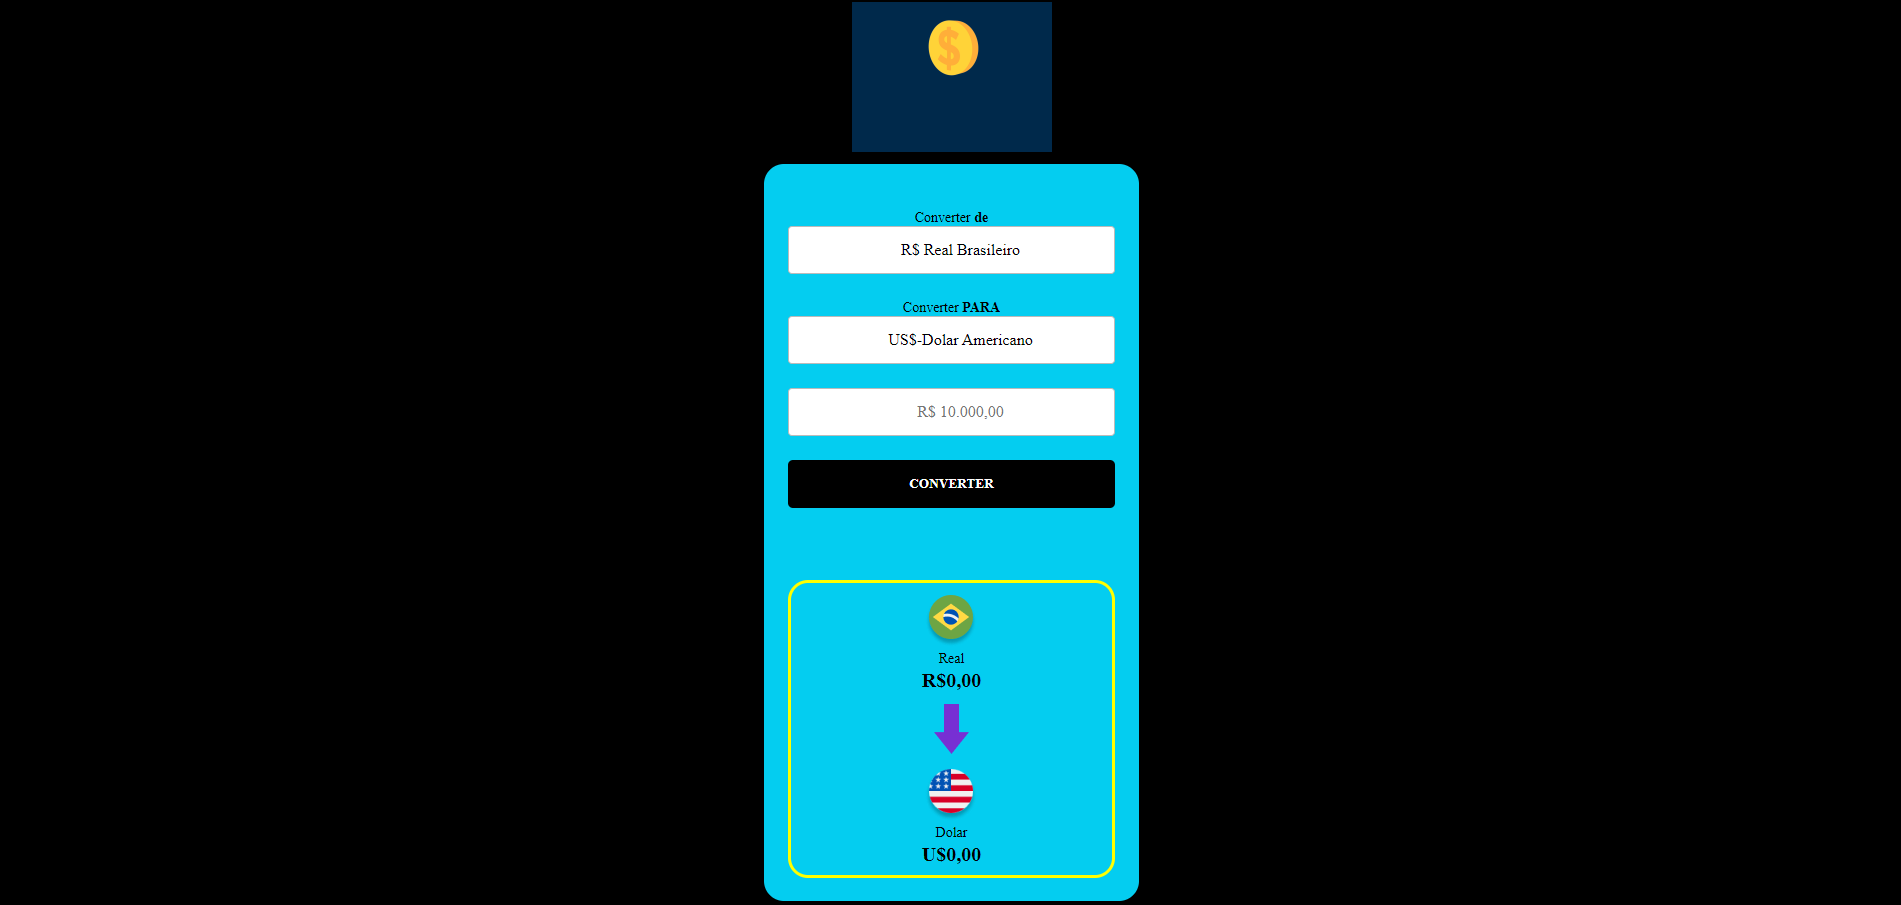 $
Converter de
R$ Real Brasileiro
Converter PARA
US$-Dolar Americano
R$ 10.000,00
CONVERTER
Real
R$0,00
Dolar
U$0,00